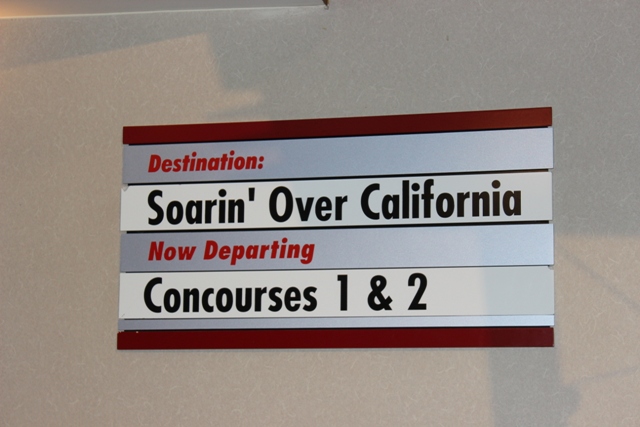 Destination:
Soarin' Over California
Now Departing
Concourses 1 & 2